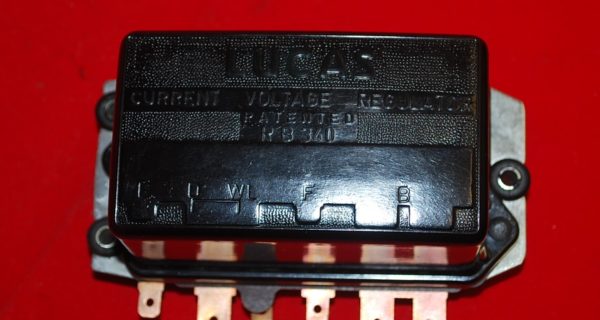 LUCAS
CURRENT VOLTAGE REGULATOR
PATENTED
RB 340
E D WL F B